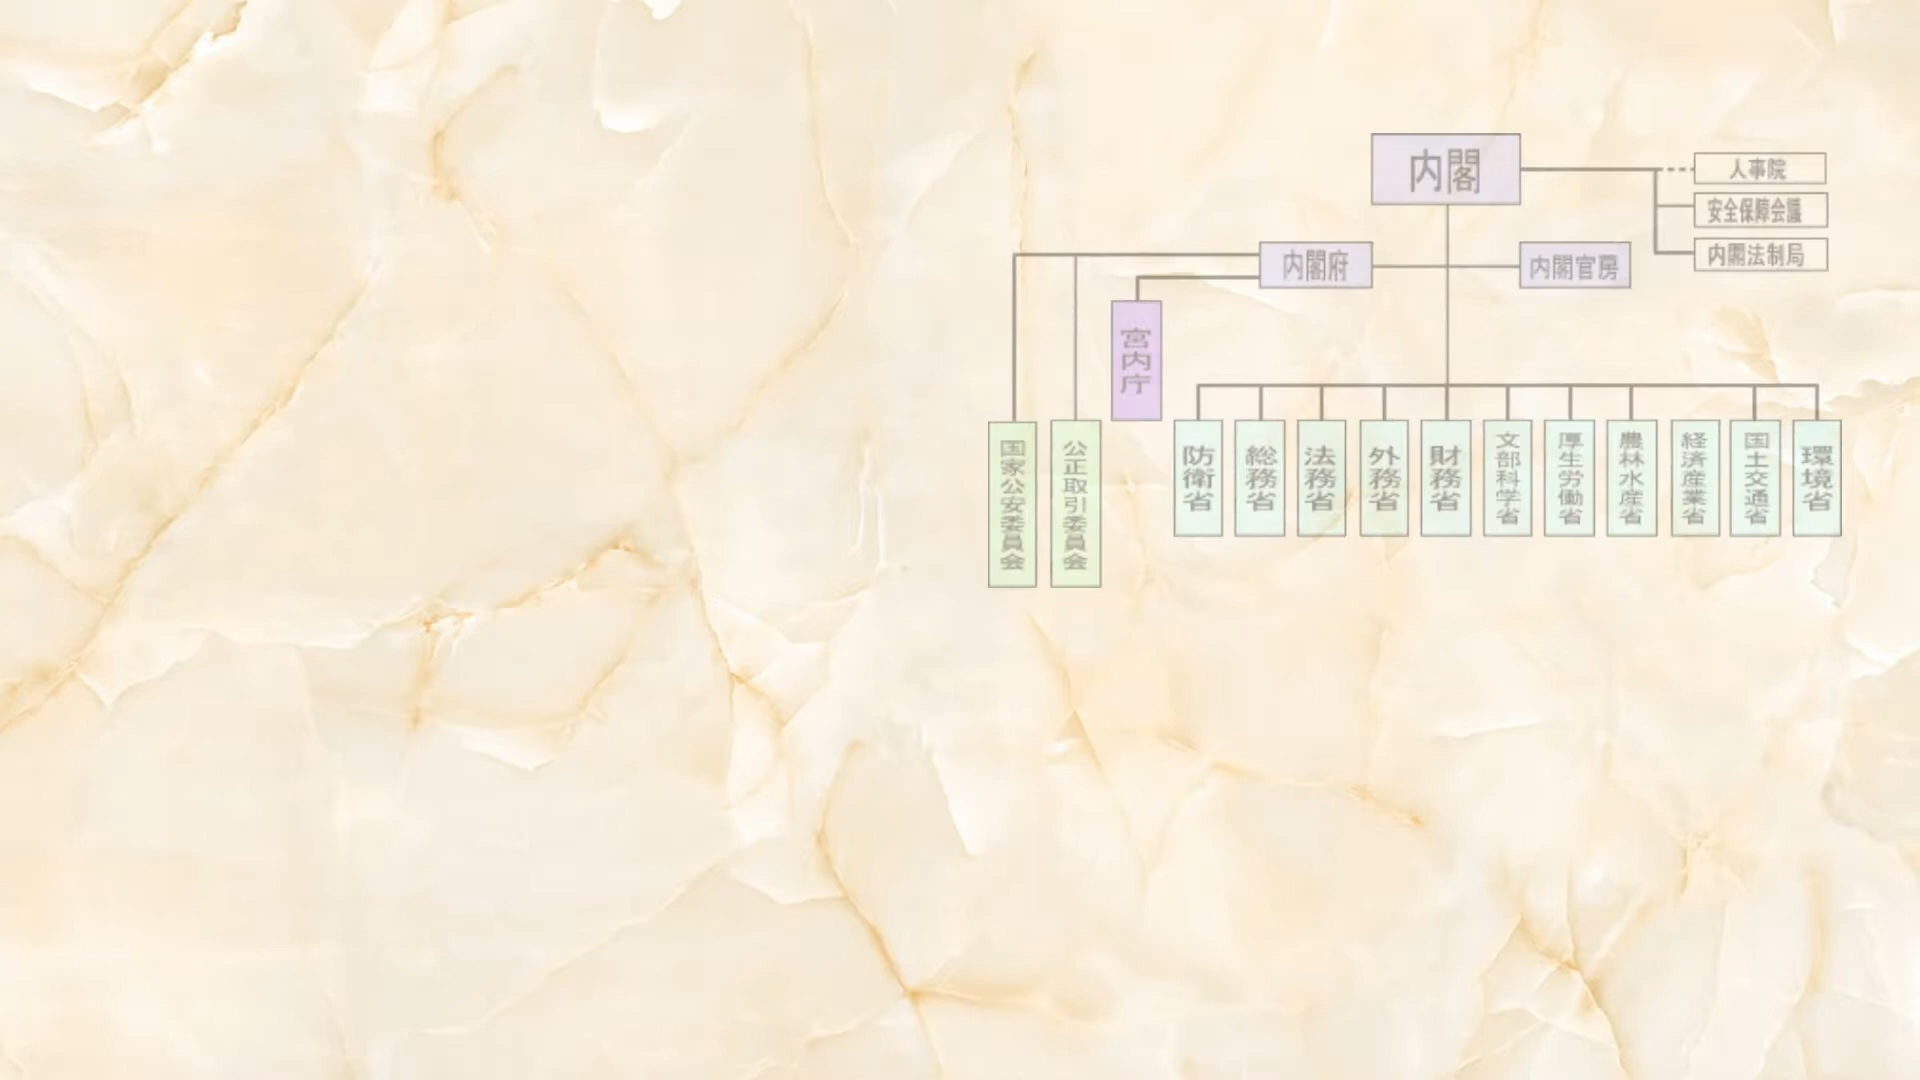 内閣
人事院
安全保障会議
内閣法制局
内閣府
内閣官房
宮内庁
国家公安委員会
公正取引委員会
防衛省
総務省
法務省
外務省
財務省
文部科学省
厚生労働省
農林水産省
経済産業省
国土交通省
環境省